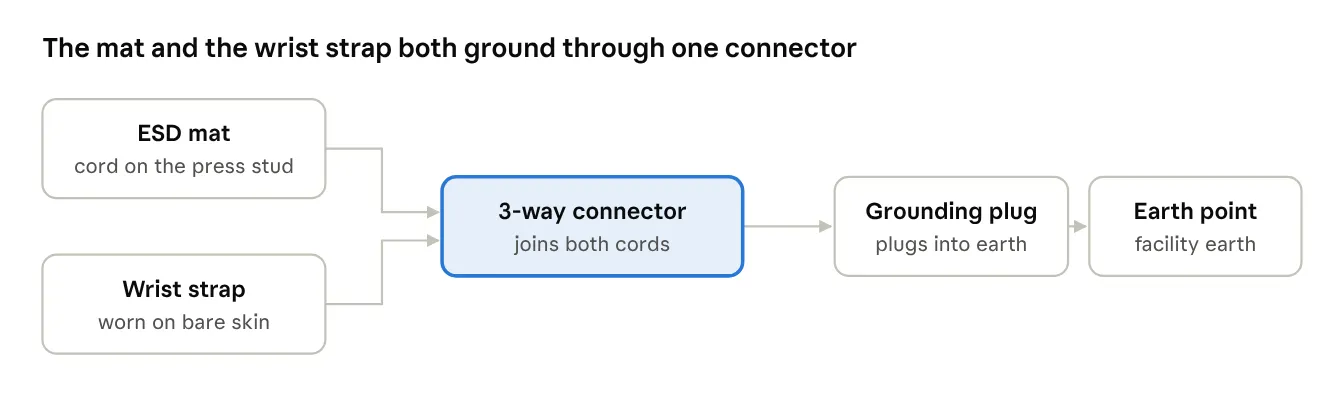 The mat and the wrist strap both ground through one connector
ESD mat
cord on the press stud
Wrist strap
worn on bare skin
3-way connector
joins both cords
Grounding plug
plugs into earth
Earth point
facility earth